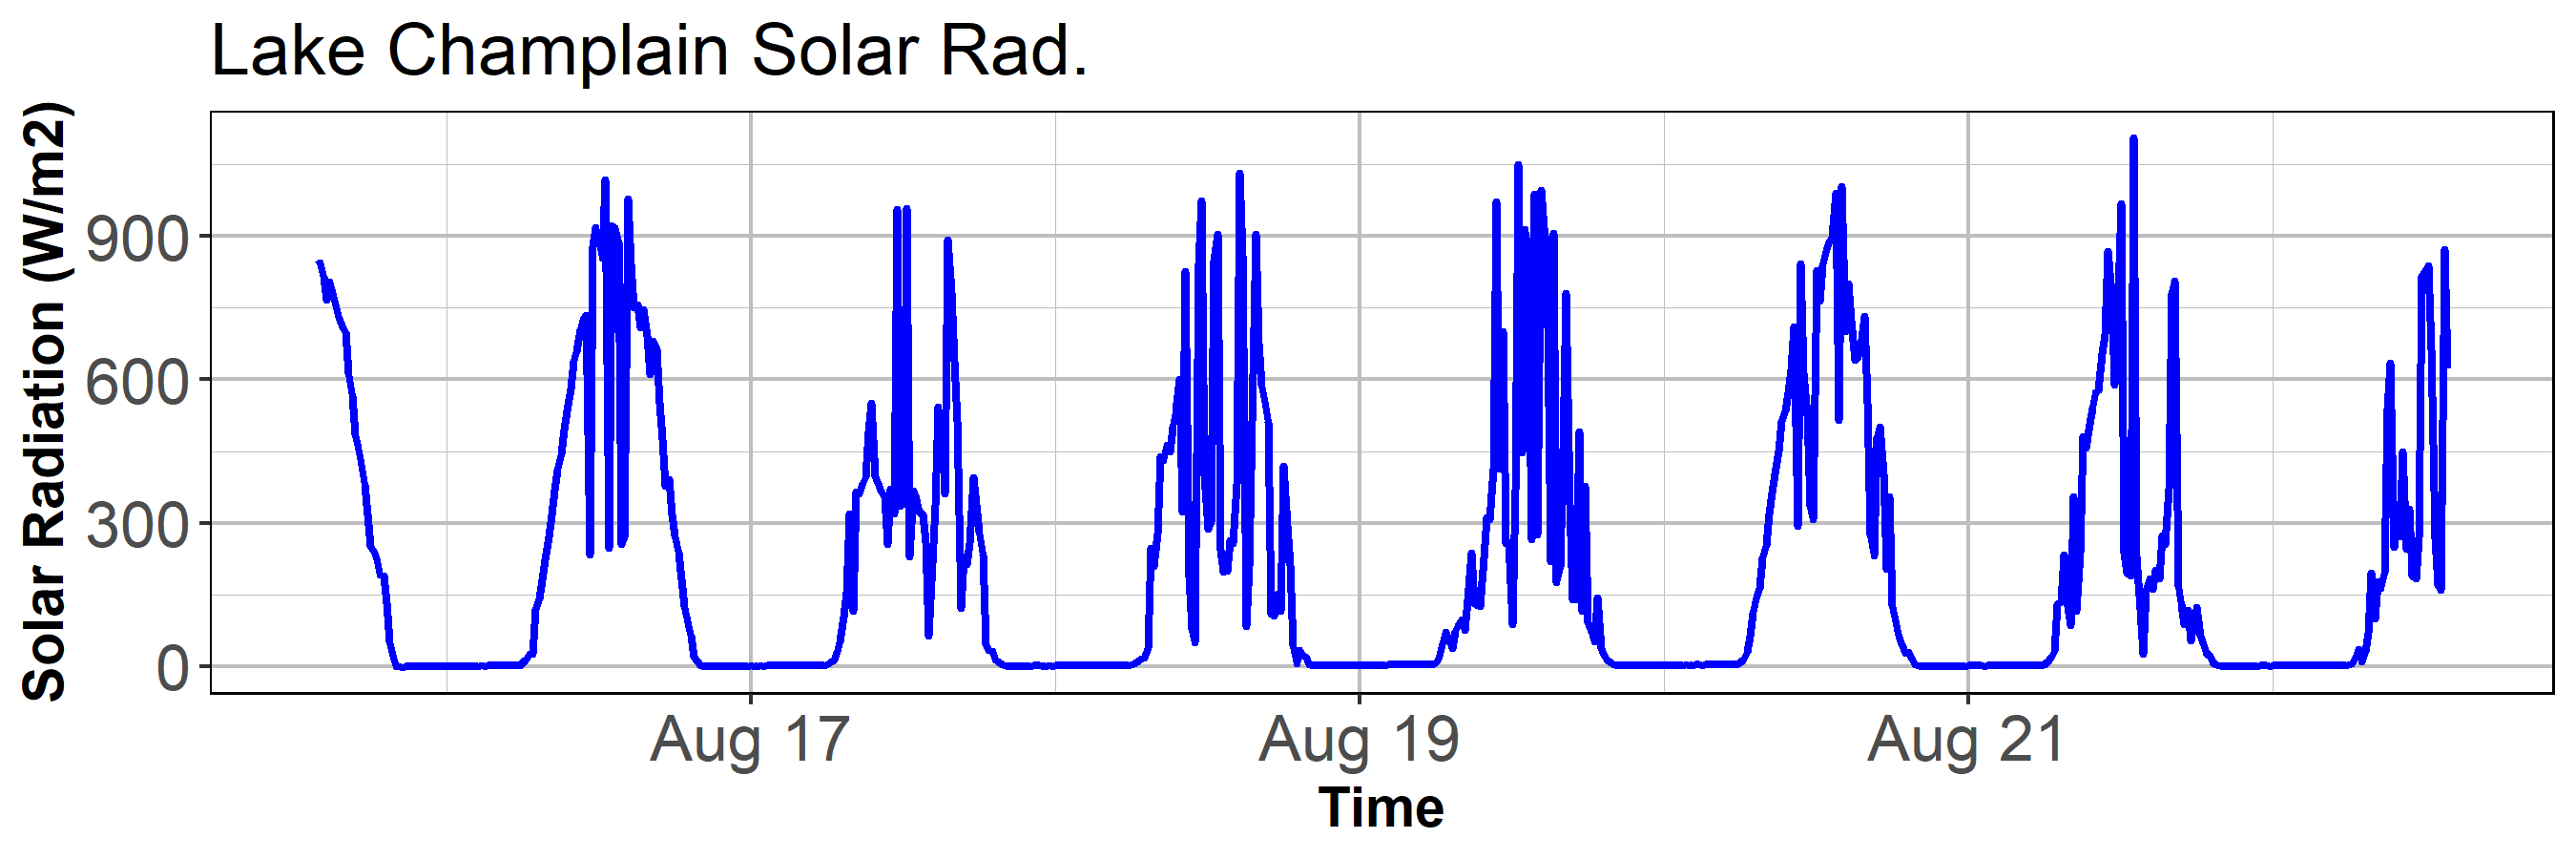 Lake Champlain Solar Rad.
Solar Radiation (W/m2)
900
600
300
0
Aug 17
Aug 19
Aug 21
Time